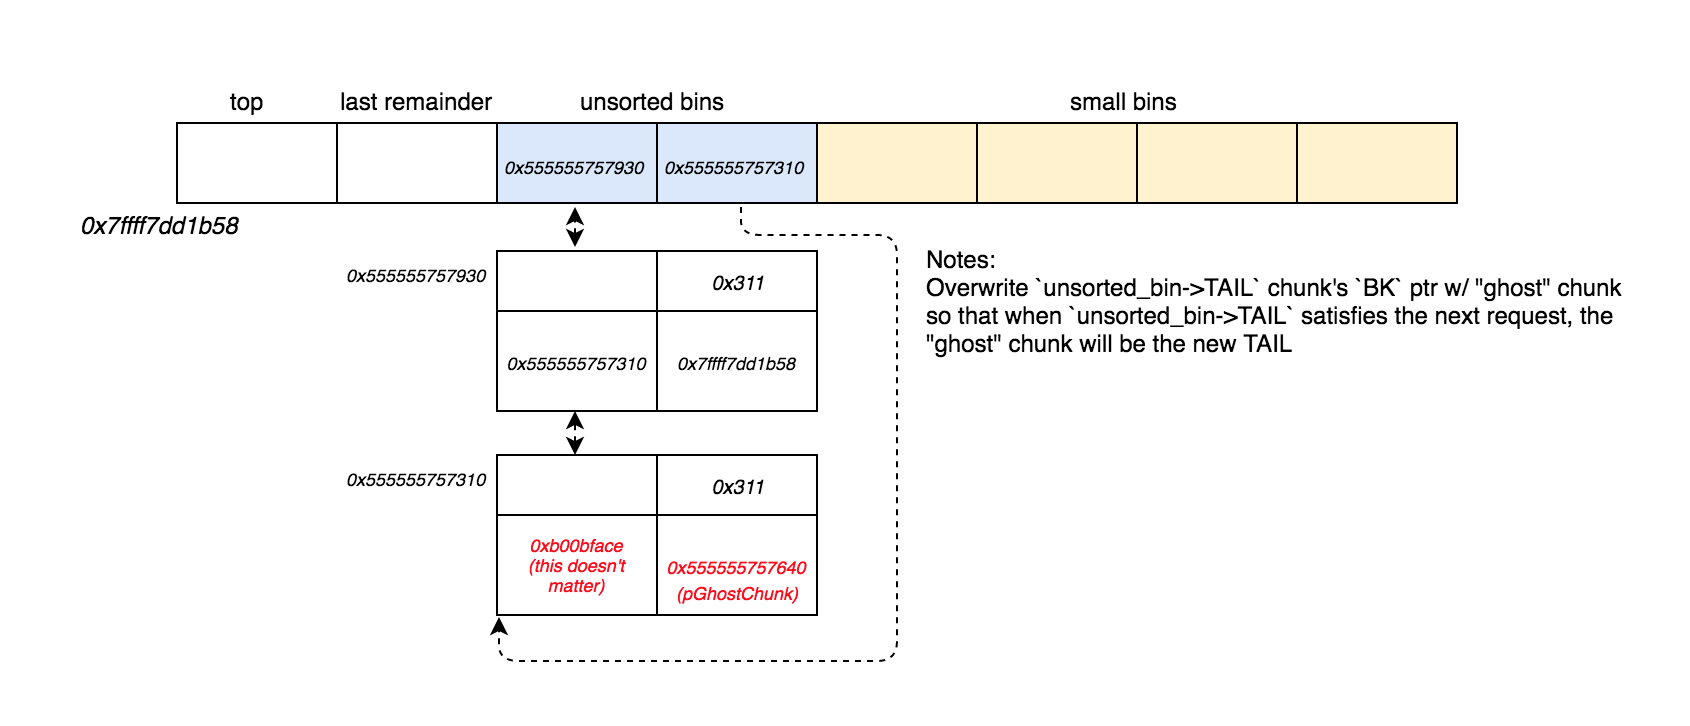 top
last remainder
unsorted bins
small bins
0x555555757930
0x555555757310
0x7ffff7dd1b58
0x555555757930
0x311
0x555555757310
0x7ffff7dd1b58
Notes:
Overwrite `unsorted_bin->TAIL` chunk's `BK` ptr w/ "ghost" chunk
so that when `unsorted_bin->TAIL` satisfies the next request, the
"ghost" chunk will be the new TAIL
0x555555757310
0x311
0xb00bface
(this doesn't
matter)
0x555555757640
(pGhostChunk)